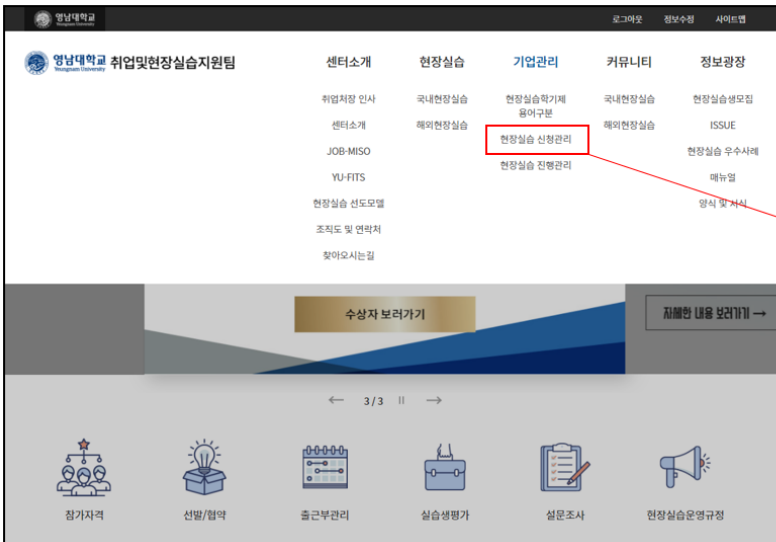 영남대학교
Yeungnam University
로그아웃 정보수정 사이트맵
영남대학교 취업및현장실습지원팀
Yeungnam University
센터소개 현장실습 기업관리 커뮤니티 정보광장
취업처장 인사 국내현장실습 현장실습학기제 국내현장실습 현장실습생모집
용어구분
센터소개 해외현장실습 현장실습 신청관리 해외현장실습 ISSUE
JOB-MISO 현장실습 진행관리 현장실습 우수사례
YU-FITS 매뉴얼
현장실습 선도모델 양식 및 서식
조직도 및 연락처
찾아오시는길
수상자 보러가기
자세한 내용 보러가기 →
← 3 / 3 II →
참가자격 선발/협약 출근부관리 실습생평가 설문조사 현장실습운영규정